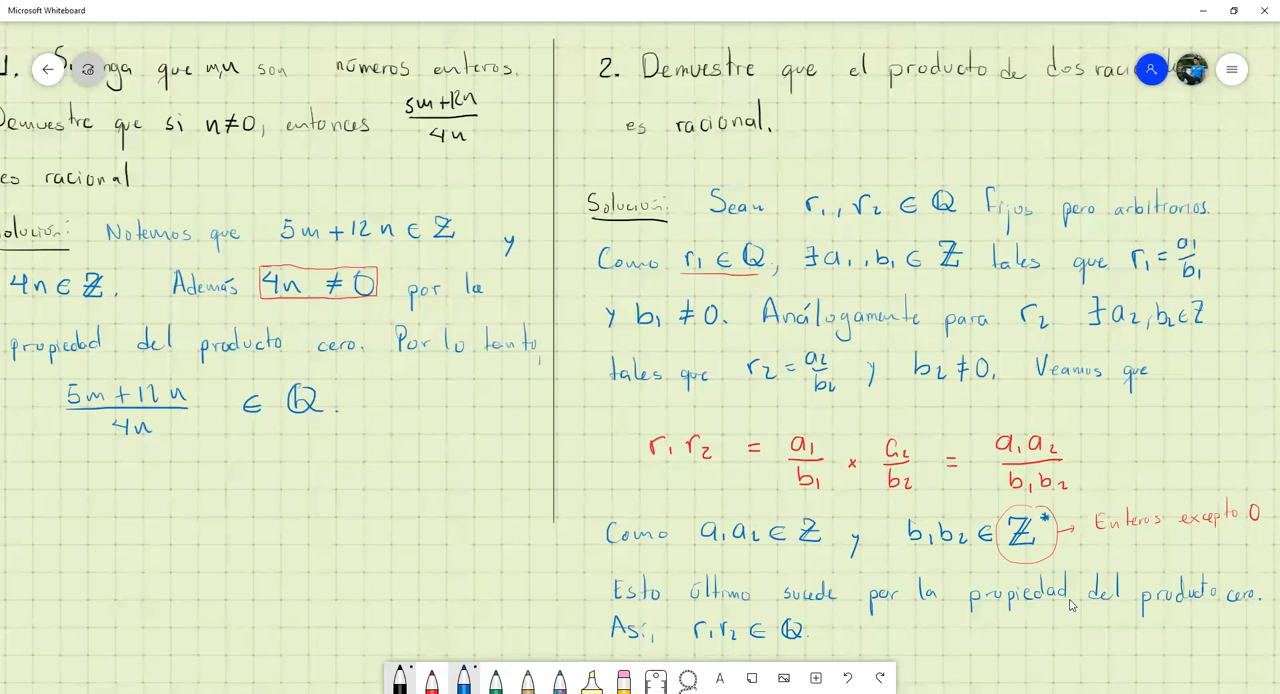 Microsoft Whiteboard
1. nga que m,n son números enteros.
Demuestre que si n≠0, entonces (5m+12n)/4n
es racional
Solución: Notemos que 5m+12n ∈ ℤ y
4n ∈ ℤ. Además 4n ≠ 0 por la
propiedad del producto cero. Por lo tanto,
(5m+12n)/4n ∈ ℚ.
2. Demuestre que el producto de dos
es racional.
Solución: Sean r₁, r₂ ∈ ℚ fijos pero arbitrarios.
Como r₁ ∈ ℚ, ∃ a₁, b₁ ∈ ℤ tales que r₁ = a₁/b₁
y b₁ ≠ 0. Análogamente para r₂ ∃ a₂, b₂ ∈ ℤ
tales que r₂ = a₂/b₂ y b₂ ≠ 0. Veamos que
r₁ r₂ = a₁/b₁ × a₂/b₂ = a₁a₂/b₁b₂
Como a₁a₂ ∈ ℤ y b₁b₂ ∈ ℤ* → Enteros excepto 0
Esto último sucede por la propiedad del producto cero.
Así, r₁r₂ ∈ ℚ.
A